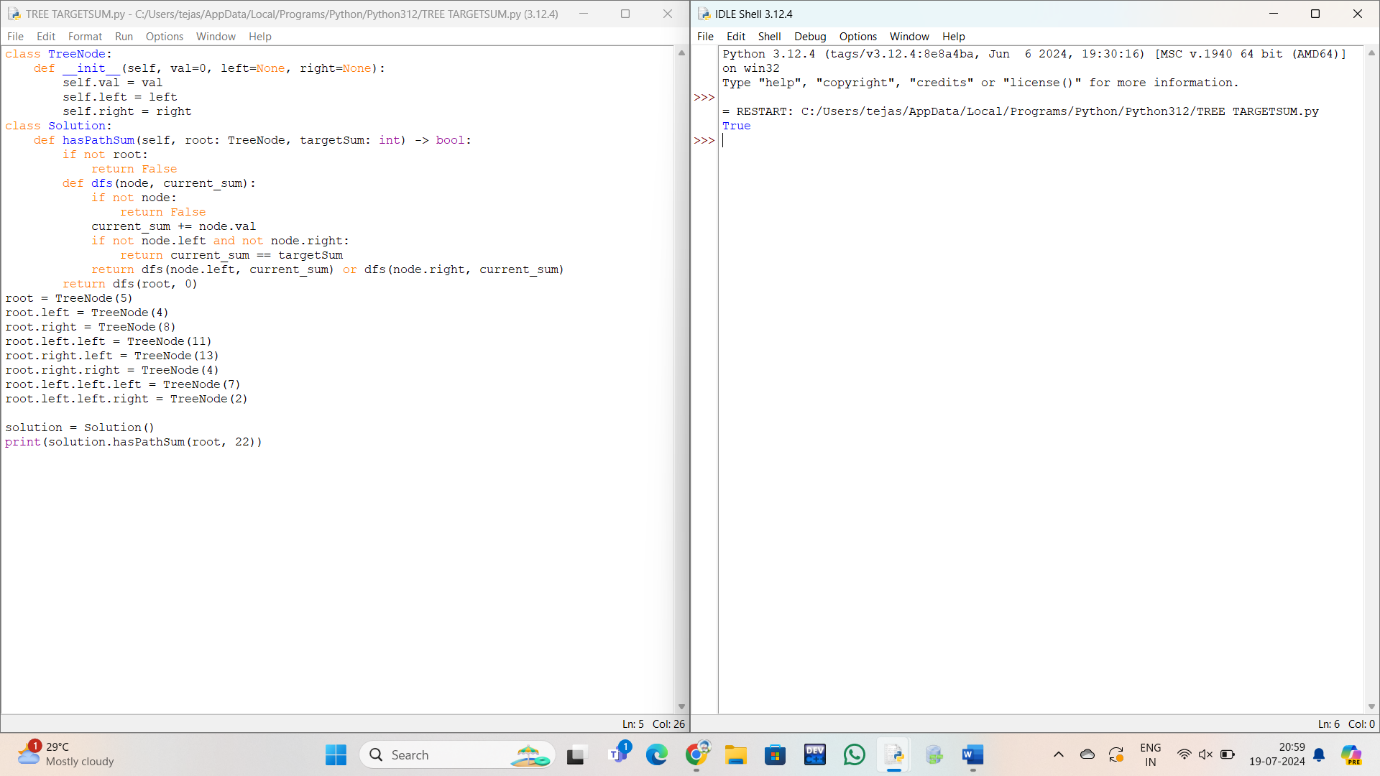 TREE TARGETSUM.py - C:/Users/tejas/AppData/Local/Programs/Python/Python312/TREE TARGETSUM.py (3.12.4)
File Edit Format Run Options Window Help
class TreeNode:
    def __init__(self, val=0, left=None, right=None):
        self.val = val
        self.left = left
        self.right = right
class Solution:
    def hasPathSum(self, root: TreeNode, targetSum: int) -> bool:
        if not root:
            return False
        def dfs(node, current_sum):
            if not node:
                return False
            current_sum += node.val
            if not node.left and not node.right:
                return current_sum == targetSum
            return dfs(node.left, current_sum) or dfs(node.right, current_sum)
        return dfs(root, 0)
root = TreeNode(5)
root.left = TreeNode(4)
root.right = TreeNode(8)
root.left.left = TreeNode(11)
root.right.left = TreeNode(13)
root.right.right = TreeNode(4)
root.left.left.left = TreeNode(7)
root.left.left.right = TreeNode(2)

solution = Solution()
print(solution.hasPathSum(root, 22))
Ln: 5 Col: 26
IDLE Shell 3.12.4
File Edit Shell Debug Options Window Help
Python 3.12.4 (tags/v3.12.4:8e8a4ba, Jun  6 2024, 19:30:16) [MSC v.1940 64 bit (AMD64)]
on win32
Type "help", "copyright", "credits" or "license()" for more information.
>>>
= RESTART: C:/Users/tejas/AppData/Local/Programs/Python/Python312/TREE TARGETSUM.py
True
>>>
Ln: 6 Col: 0
1
29°C
Mostly cloudy
Search
1
DEV
W
ENG
IN
20:59
19-07-2024
PRE